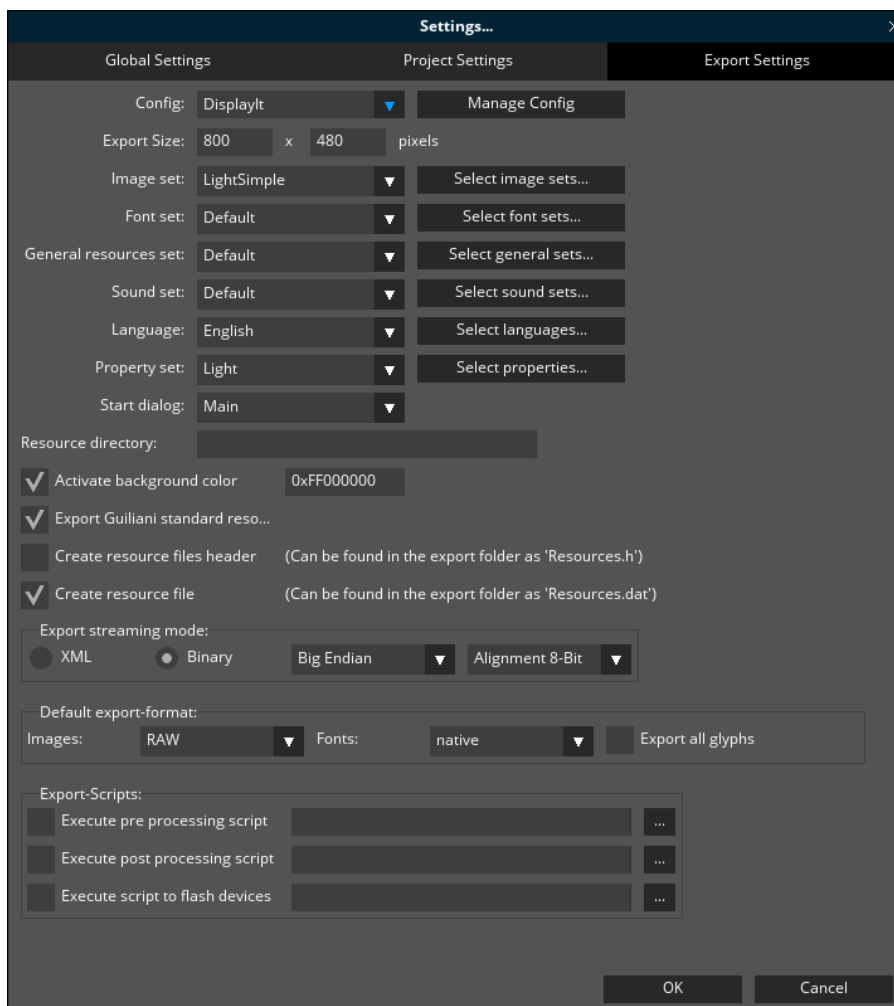 Settings...
Global Settings Project Settings Export Settings
Config: DisplayIt Manage Config
Export Size: 800 x 480 pixels
Image set: LightSimple Select image sets...
Font set: Default Select font sets...
General resources set: Default Select general sets...
Sound set: Default Select sound sets...
Language: English Select languages...
Property set: Light Select properties...
Start dialog: Main
Resource directory:
Activate background color 0xFF000000
Export Guiliani standard reso...
Create resource files header (Can be found in the export folder as 'Resources.h')
Create resource file (Can be found in the export folder as 'Resources.dat')
Export streaming mode:
XML Binary Big Endian Alignment 8-Bit
Default export-format:
Images: RAW Fonts: native Export all glyphs
Export-Scripts:
Execute pre processing script ...
Execute post processing script ...
Execute script to flash devices ...
OK Cancel